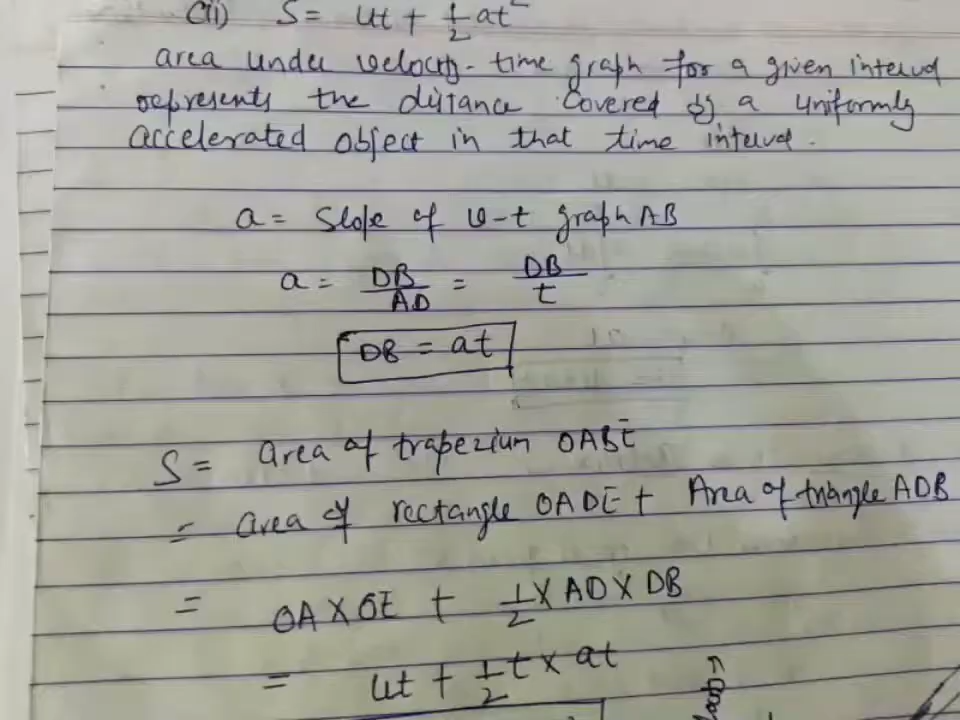 (ii) S = ut + 1/2 at²
area under velocity-time graph for a given interval
represents the distance covered by a uniformly
accelerated object in that time interval.
a = Slope of v-t graph AB
a = DB/AD = DB/t
DB = at
S = area of trapezium OABE
= area of rectangle OADE + Area of triangle ADB
= OA X OE + 1/2 X AD X DB
= ut + 1/2 t x at